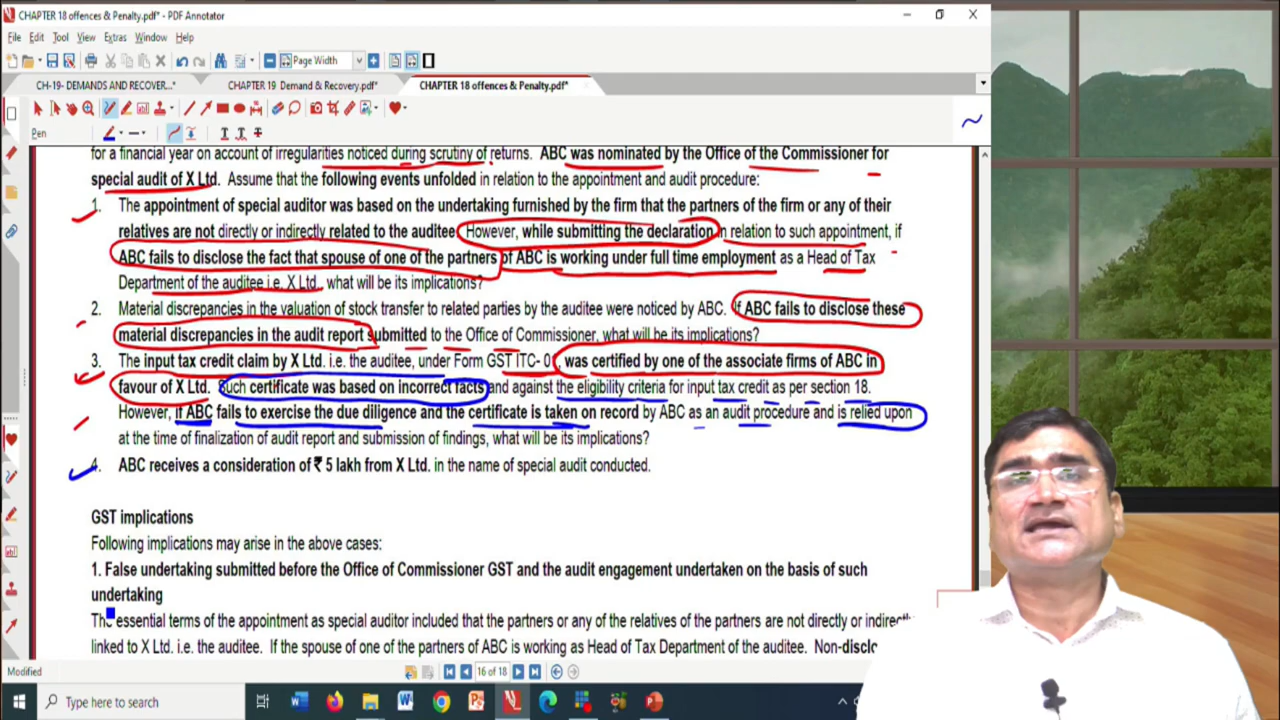 CHAPTER 18 offences & Penalty.pdf* - PDF Annotator
File Edit Tool View Extras Window Help
Page Width
CH-19- DEMANDS AND RECOVER...* CHAPTER 19 Demand & Recovery.pdf* CHAPTER 18 offences & Penalty.pdf*
Pen
for a financial year on account of irregularities noticed during scrutiny of returns. ABC was nominated by the Office of the Commissioner for
special audit of X Ltd. Assume that the following events unfolded in relation to the appointment and audit procedure:
1. The appointment of special auditor was based on the undertaking furnished by the firm that the partners of the firm or any of their
relatives are not directly or indirectly related to the auditee. However, while submitting the declaration in relation to such appointment, if
ABC fails to disclose the fact that spouse of one of the partners of ABC is working under full time employment as a Head of Tax
Department of the auditee i.e. X Ltd., what will be its implications?
2. Material discrepancies in the valuation of stock transfer to related parties by the auditee were noticed by ABC. If ABC fails to disclose these
material discrepancies in the audit report submitted to the Office of Commissioner, what will be its implications?
3. The input tax credit claim by X Ltd. i.e. the auditee, under Form GST ITC- 0 , was certified by one of the associate firms of ABC in
favour of X Ltd. Such certificate was based on incorrect facts and against the eligibility criteria for input tax credit as per section 18.
However, if ABC fails to exercise the due diligence and the certificate is taken on record by ABC as an audit procedure and is relied upon
at the time of finalization of audit report and submission of findings, what will be its implications?
4. ABC receives a consideration of ₹ 5 lakh from X Ltd. in the name of special audit conducted.
GST implications
Following implications may arise in the above cases:
1. False undertaking submitted before the Office of Commissioner GST and the audit engagement undertaken on the basis of such
undertaking
The essential terms of the appointment as special auditor included that the partners or any of the relatives of the partners are not directly or indirectly
linked to X Ltd. i.e. the auditee. If the spouse of one of the partners of ABC is working as Head of Tax Department of the auditee. Non-disclo
Modified 16 of 18
Type here to search